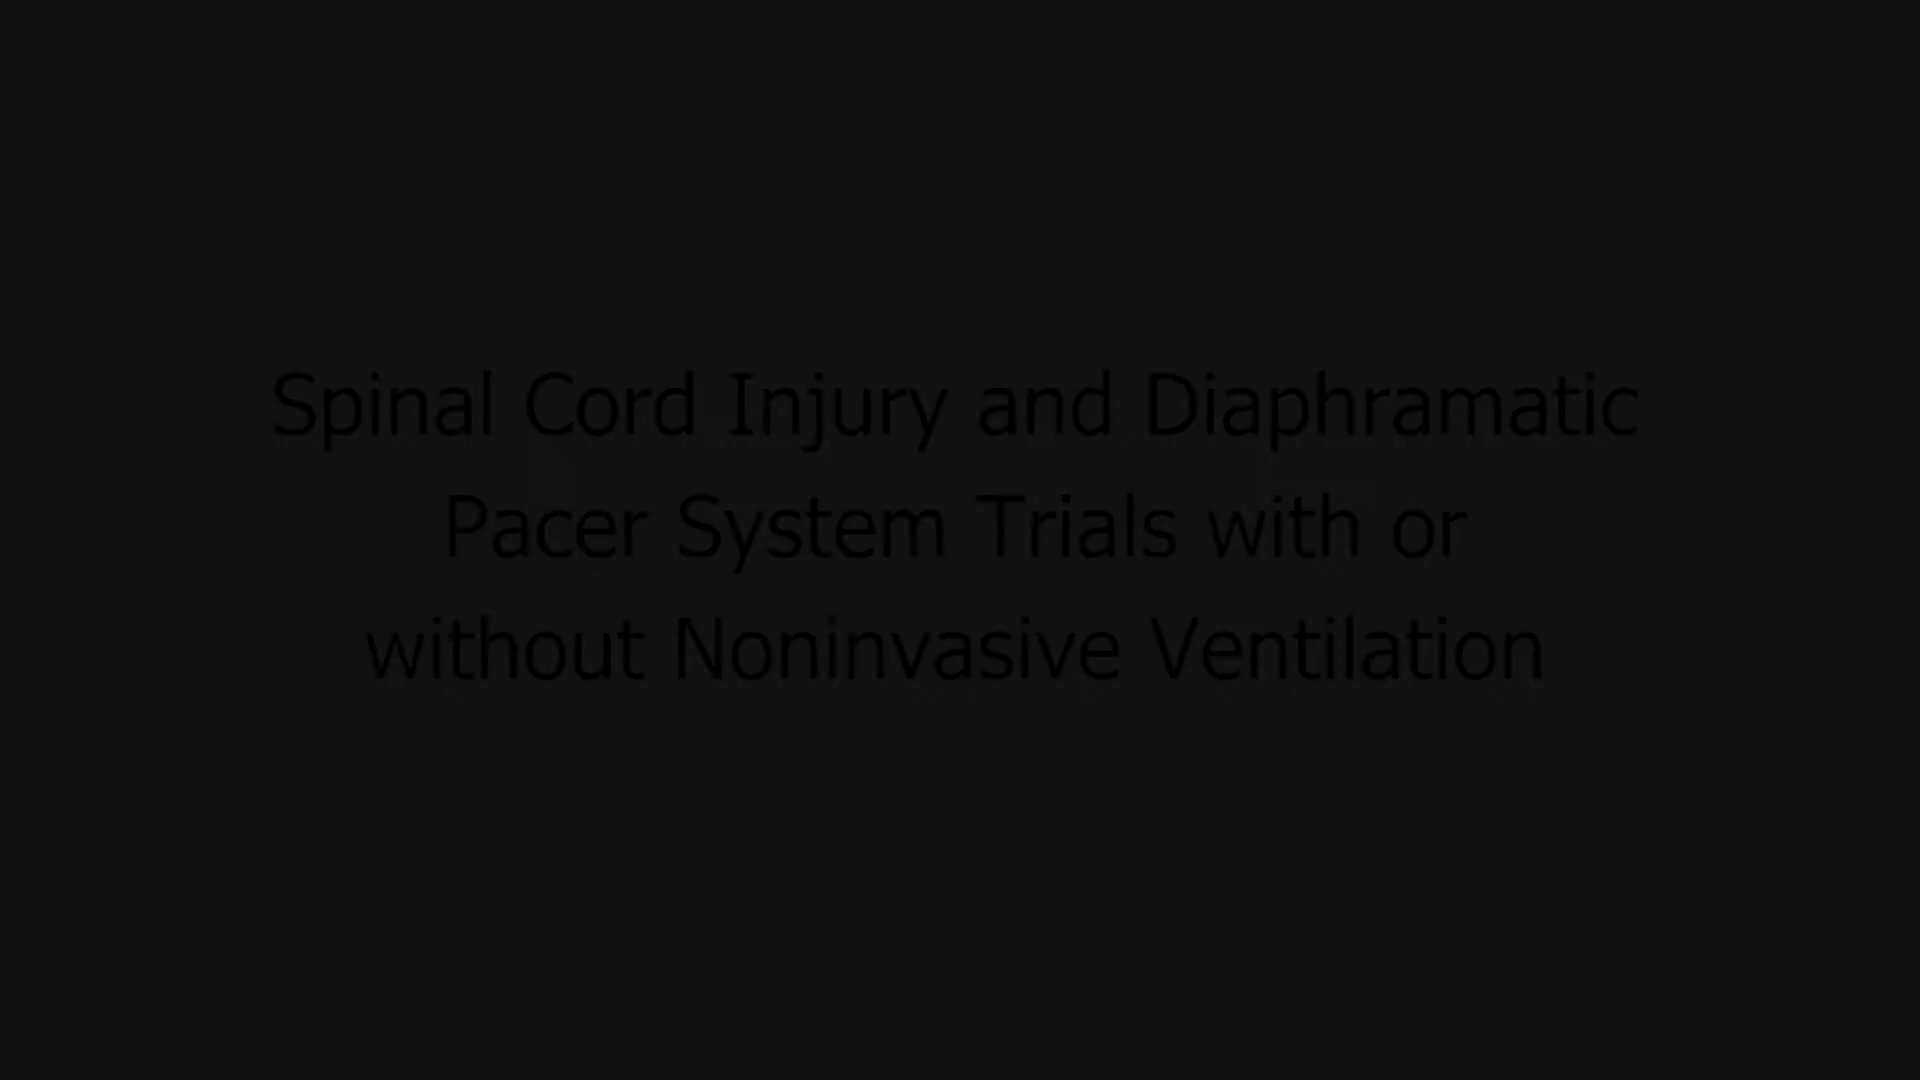 Spinal Cord Injury and Diaphramatic
Pacer System Trials with or
without Noninvasive Ventilation